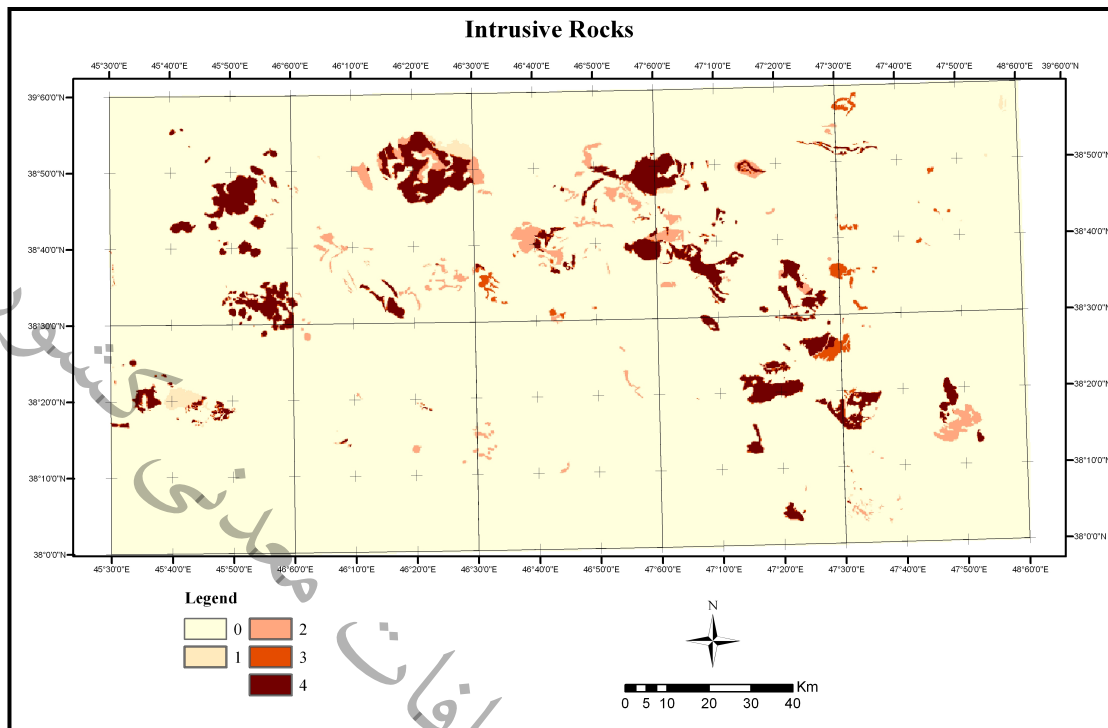 Intrusive Rocks
45°30'0"E 45°40'0"E 45°50'0"E 46°0'0"E 46°10'0"E 46°20'0"E 46°30'0"E 46°40'0"E 46°50'0"E 47°0'0"E 47°10'0"E 47°20'0"E 47°30'0"E 47°40'0"E 47°50'0"E 48°60'0"E 39°60'0"E
39°60'0"N
38°50'0"N 38°50'0"N
38°40'0"N 38°40'0"N
38°30'0"N 38°30'0"N
38°20'0"N 38°20'0"N
38°10'0"N 38°10'0"N
38°0'0"N 38°0'0"N
45°30'0"E 45°40'0"E 45°50'0"E 46°60'0"E 46°10'0"E 46°20'0"E 46°30'0"E 46°40'0"E 46°50'0"E 47°0'0"E 47°10'0"E 47°20'0"E 47°30'0"E 47°40'0"E 47°50'0"E 48°60'0"E
Legend
0 2
1 3
4
N
Km
0 5 10 20 30 40
کشور
معدنی